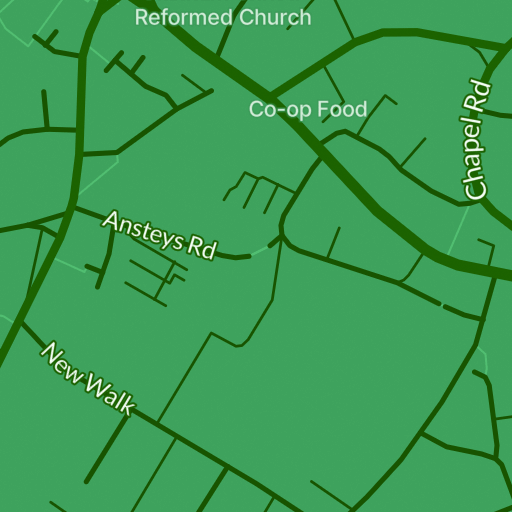 Reformed Church
Co-op Food
Chapel Rd
Ansteys Rd
New Walk